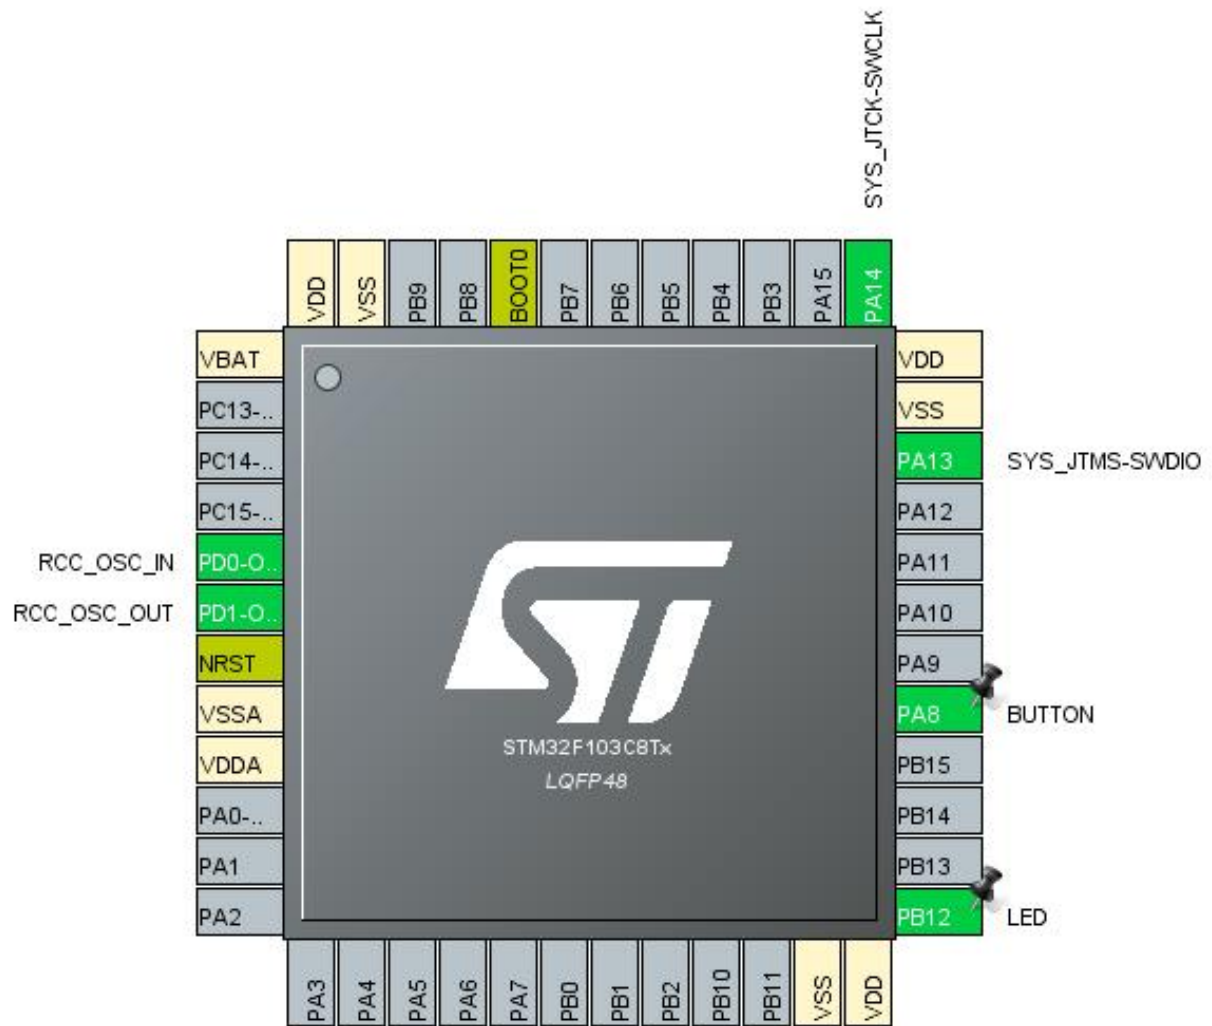 SYS_JTCK-SWCLK
VDD
VSS
PB9
PB8
BOOT0
PB7
PB6
PB5
PB4
PB3
PA15
PA14
VBAT
PC13-..
PC14-..
PC15-..
RCC_OSC_IN PD0-O..
RCC_OSC_OUT PD1-O..
NRST
VSSA
VDDA
PA0-..
PA1
PA2
ST
STM32F103C8Tx
LQFP48
VDD
VSS
PA13 SYS_JTMS-SWDIO
PA12
PA11
PA10
PA9
PA8 BUTTON
PB15
PB14
PB13
PB12 LED
PA3
PA4
PA5
PA6
PA7
PB0
PB1
PB2
PB10
PB11
VSS
VDD